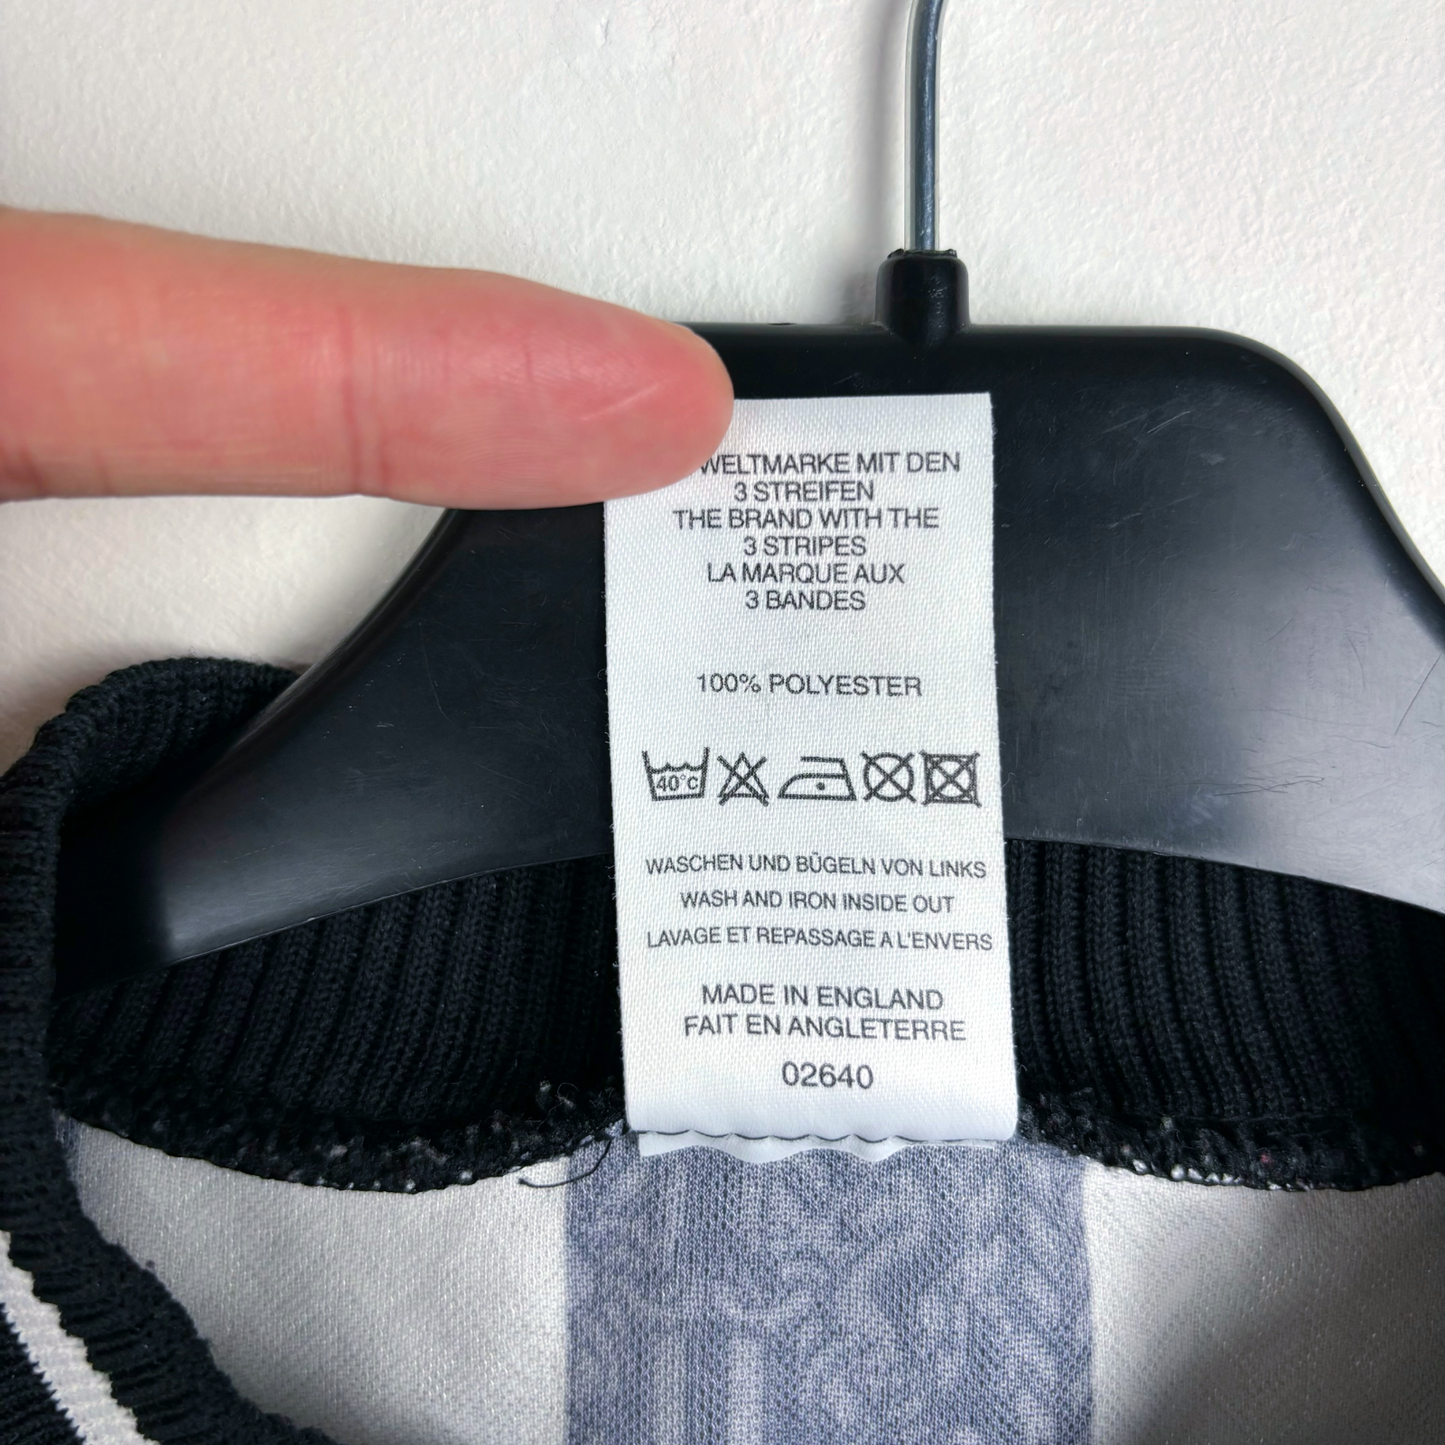 WELTMARKE MIT DEN
3 STREIFEN
THE BRAND WITH THE
3 STRIPES
LA MARQUE AUX
3 BANDES
100% POLYESTER
40°C
WASCHEN UND BÜGELN VON LINKS
WASH AND IRON INSIDE OUT
LAVAGE ET REPASSAGE A L'ENVERS
MADE IN ENGLAND
FAIT EN ANGLETERRE
02640